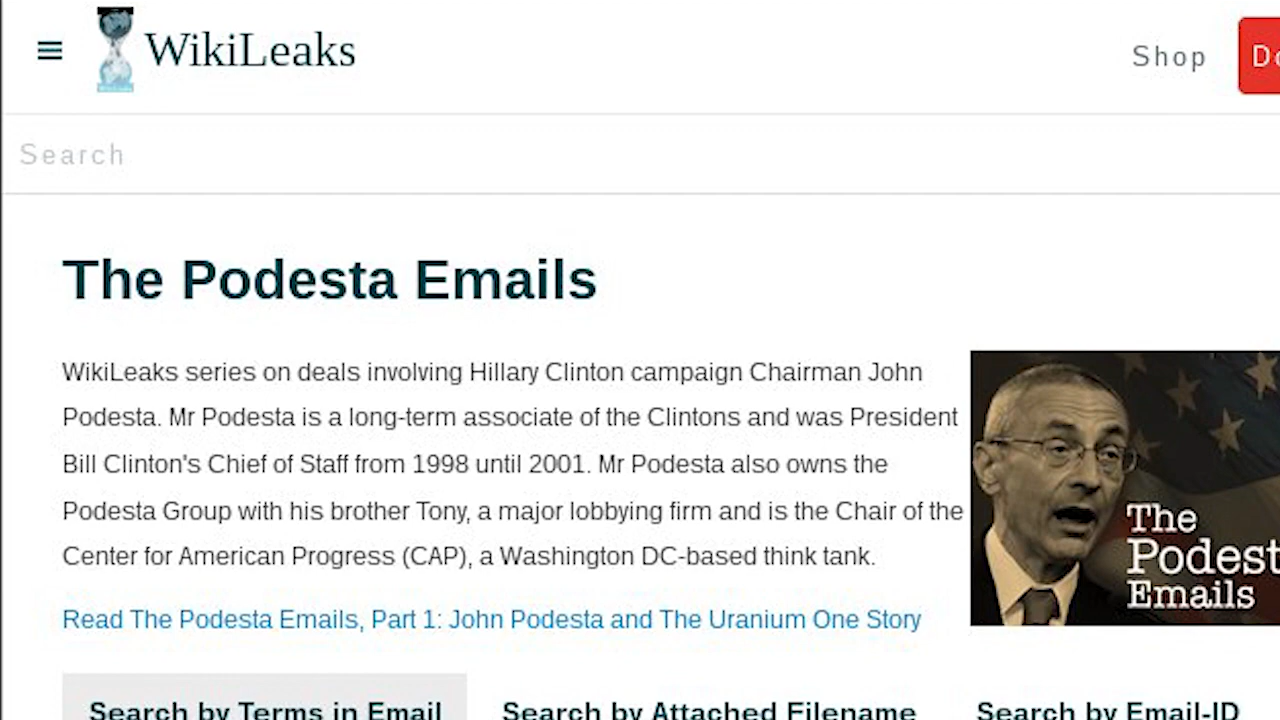 WikiLeaks
Shop
Search
The Podesta Emails
WikiLeaks series on deals involving Hillary Clinton campaign Chairman John
Podesta. Mr Podesta is a long-term associate of the Clintons and was President
Bill Clinton's Chief of Staff from 1998 until 2001. Mr Podesta also owns the
Podesta Group with his brother Tony, a major lobbying firm and is the Chair of the
Center for American Progress (CAP), a Washington DC-based think tank.
The
Podest
Emails
Read The Podesta Emails, Part 1: John Podesta and The Uranium One Story
Search by Terms in Email
Search by Attached Filename
Search by Email-ID